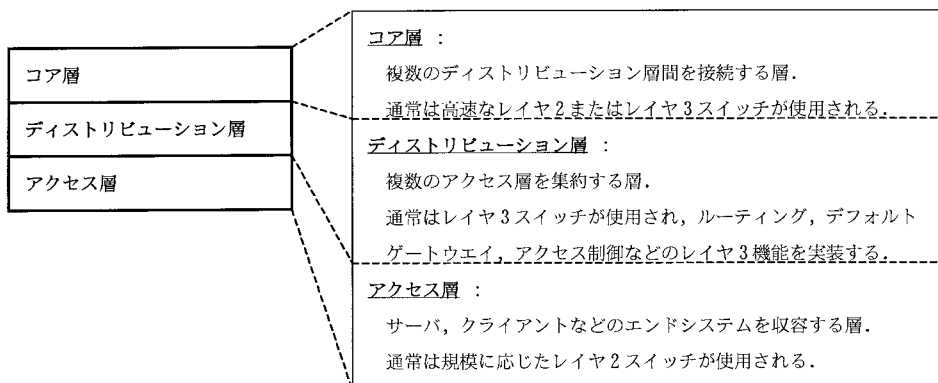 コア層
ディストリビューション層
アクセス層
コア層 :
複数のディストリビューション層間を接続する層.
通常は高速なレイヤ2またはレイヤ3スイッチが使用される.
ディストリビューション層 :
複数のアクセス層を集約する層.
通常はレイヤ3スイッチが使用され,ルーティング,デフォルト
ゲートウエイ,アクセス制御などのレイヤ3機能を実装する.
アクセス層 :
サーバ,クライアントなどのエンドシステムを収容する層.
通常は規模に応じたレイヤ2スイッチが使用される.